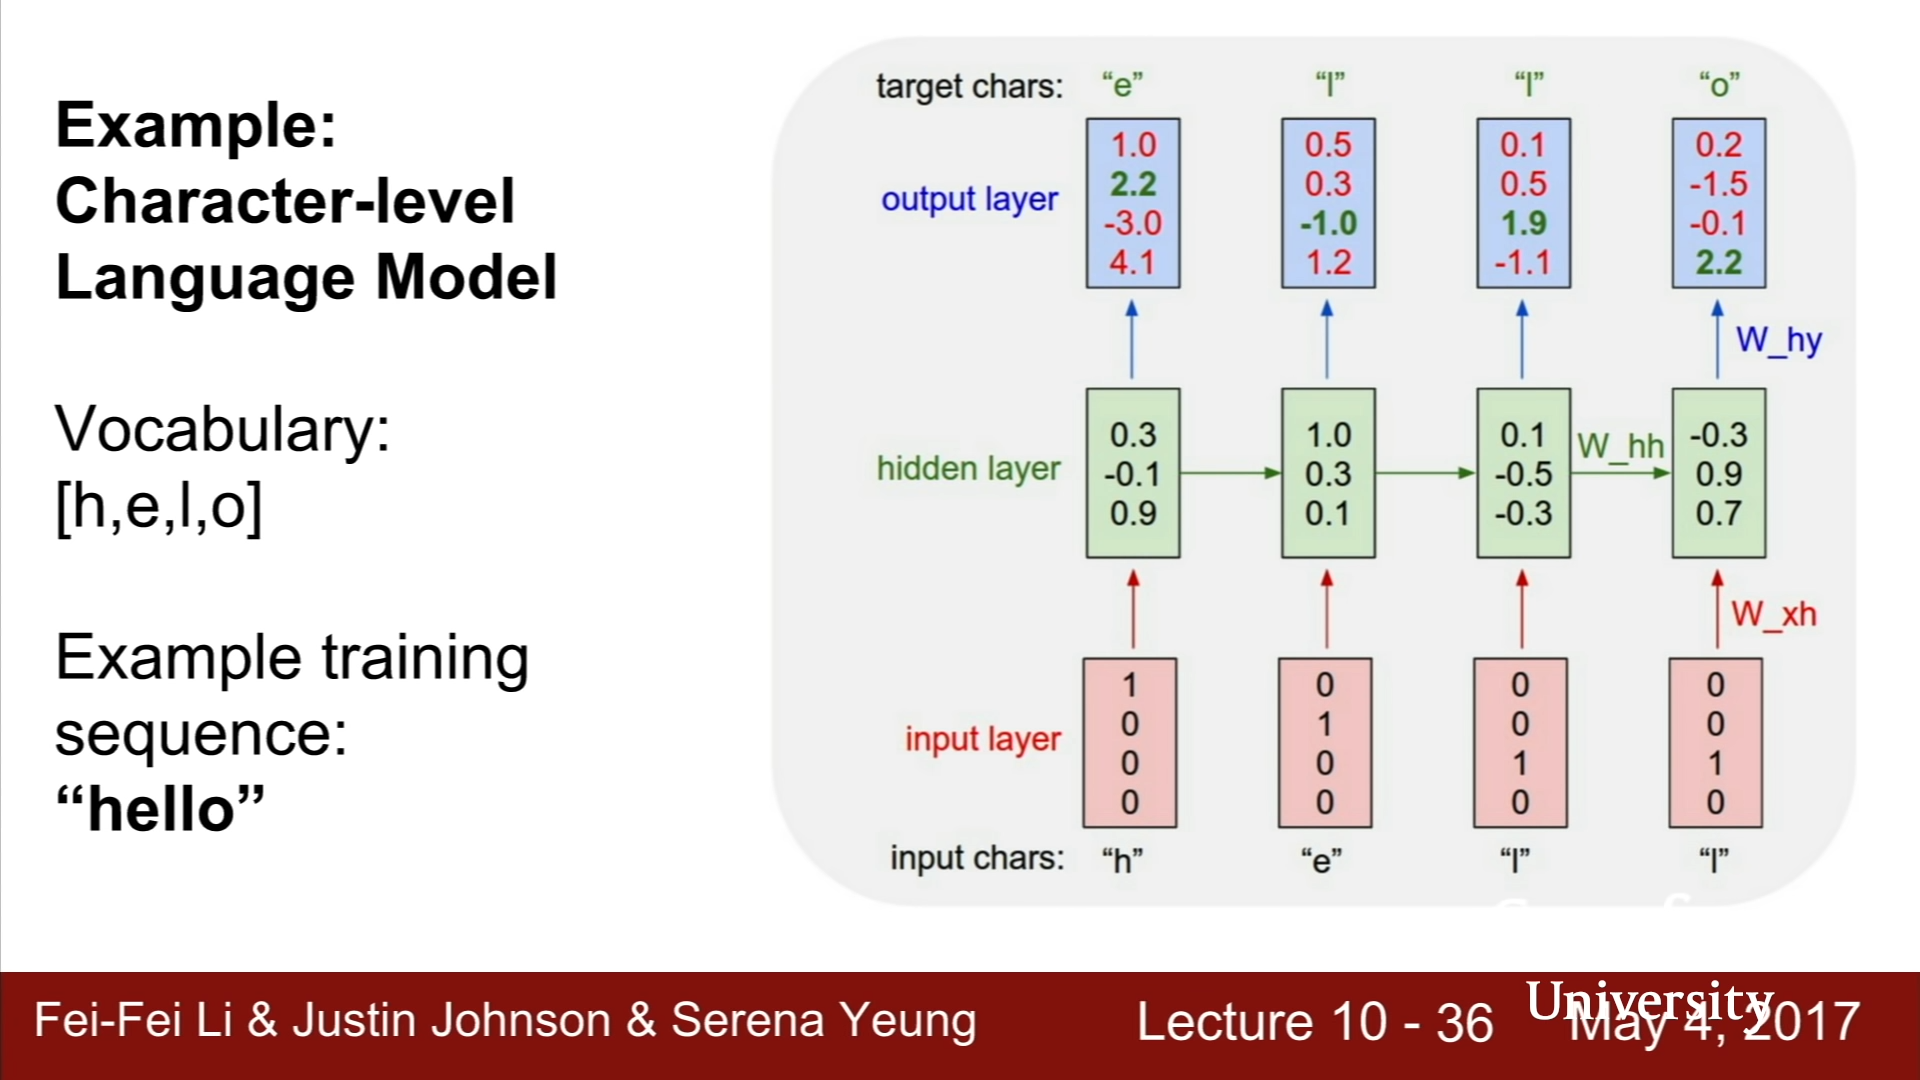 Example:
Character-level
Language Model
Vocabulary:
[h,e,l,o]
Example training
sequence:
“hello”
target chars: “e” “l” “l” “o”
output layer
1.0 0.5 0.1 0.2
2.2 0.3 0.5 -1.5
-3.0 -1.0 1.9 -0.1
4.1 1.2 -1.1 2.2
W_hy
hidden layer
0.3 1.0 0.1 -0.3
-0.1 0.3 -0.5 0.9
0.9 0.1 -0.3 0.7
W_hh
W_xh
input layer
1 0 0 0
0 1 0 0
0 0 1 1
0 0 0 0
input chars: “h” “e” “l” “l”
Fei-Fei Li & Justin Johnson & Serena Yeung
Lecture 10 - 36
University
May 4, 2017